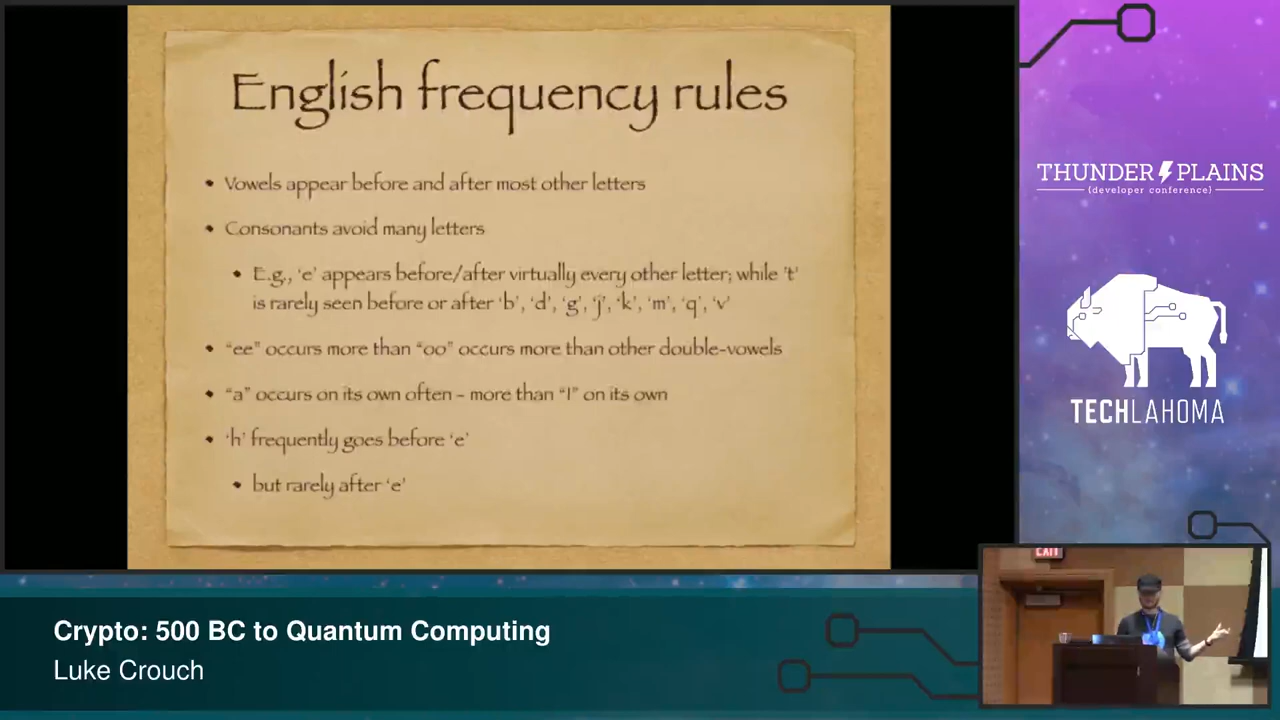 English frequency rules
• Vowels appear before and after most other letters
• Consonants avoid many letters
• E.g., 'e' appears before/after virtually every other letter; while 't'
is rarely seen before or after 'b', 'd', 'g', 'j', 'k', 'm', 'q', 'v'
• “ee” occurs more than “oo” occurs more than other double-vowels
• “a” occurs on its own often – more than “I” on its own
• 'h' frequently goes before 'e'
• but rarely after 'e'
THUNDER PLAINS
{developer conference}
TECHLAHOMA
EXIT
Crypto: 500 BC to Quantum Computing
Luke Crouch